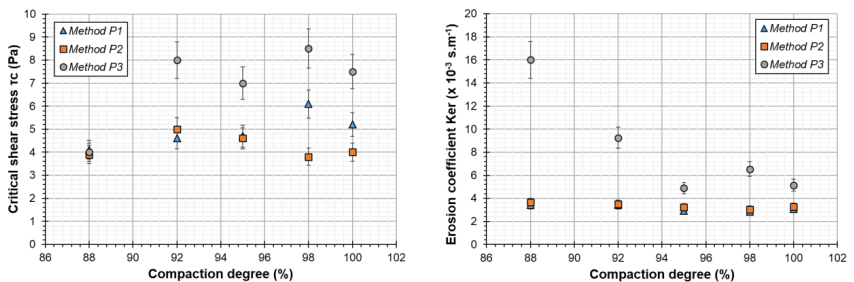 Critical shear stress τc (Pa)
10
9
8
7
6
5
4
3
2
1
0
Method P1
Method P2
Method P3
86 88 90 92 94 96 98 100 102
Compaction degree (%)
Erosion coefficient Ker (x 10⁻³ s.m⁻¹)
20
18
16
14
12
10
8
6
4
2
0
Method P1
Method P2
Method P3
86 88 90 92 94 96 98 100 102
Compaction degree (%)